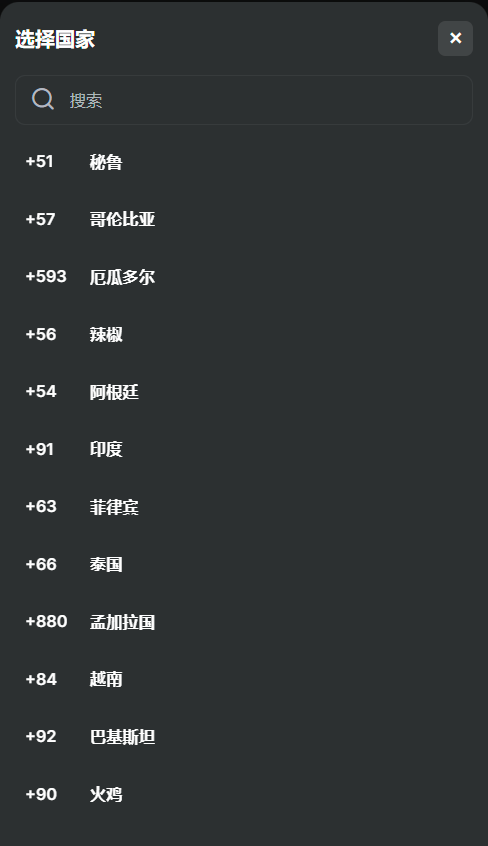 选择国家
搜索
+51 秘鲁
+57 哥伦比亚
+593 厄瓜多尔
+56 辣椒
+54 阿根廷
+91 印度
+63 菲律宾
+66 泰国
+880 孟加拉国
+84 越南
+92 巴基斯坦
+90 火鸡